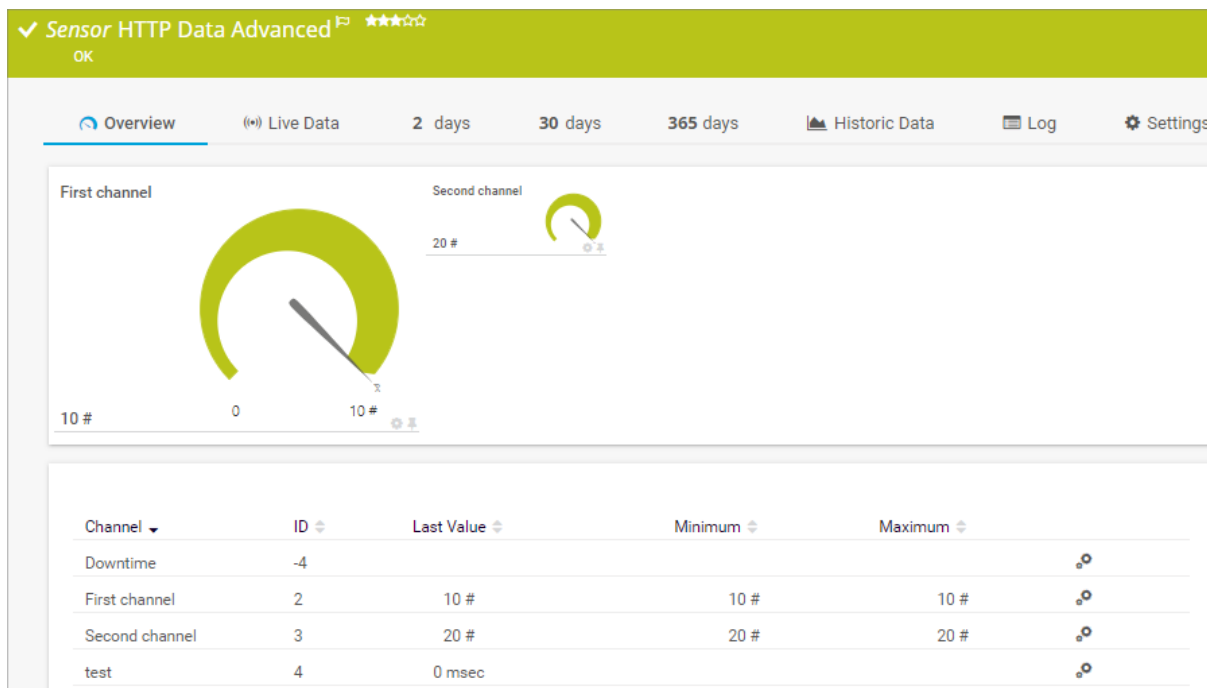 Sensor HTTP Data Advanced
OK
Overview Live Data 2 days 30 days 365 days Historic Data Log Settings
First channel
Second channel
20 #
0 10 #
10 #
Channel ID Last Value Minimum Maximum
Downtime -4
First channel 2 10 # 10 # 10 #
Second channel 3 20 # 20 # 20 #
test 4 0 msec